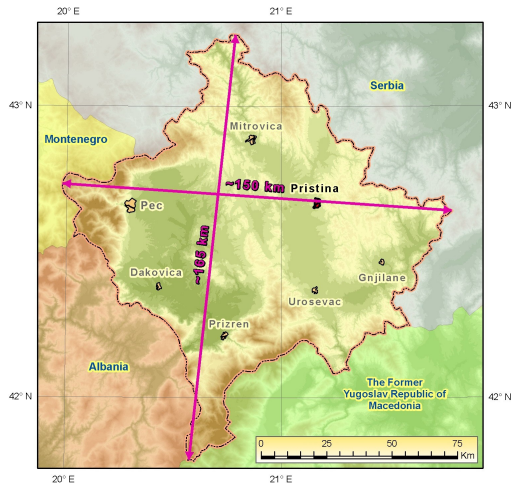 20° E
21° E
43° N
43° N
Serbia
Mitrovica
Montenegro
~150 km
Pristina
Pec
~165 km
Dakovica
Gnjilane
Urosevac
Prizren
Albania
The Former
Yugoslav Republic of
Macedonia
42° N
42° N
0 25 50 75
Km
20° E
21° E